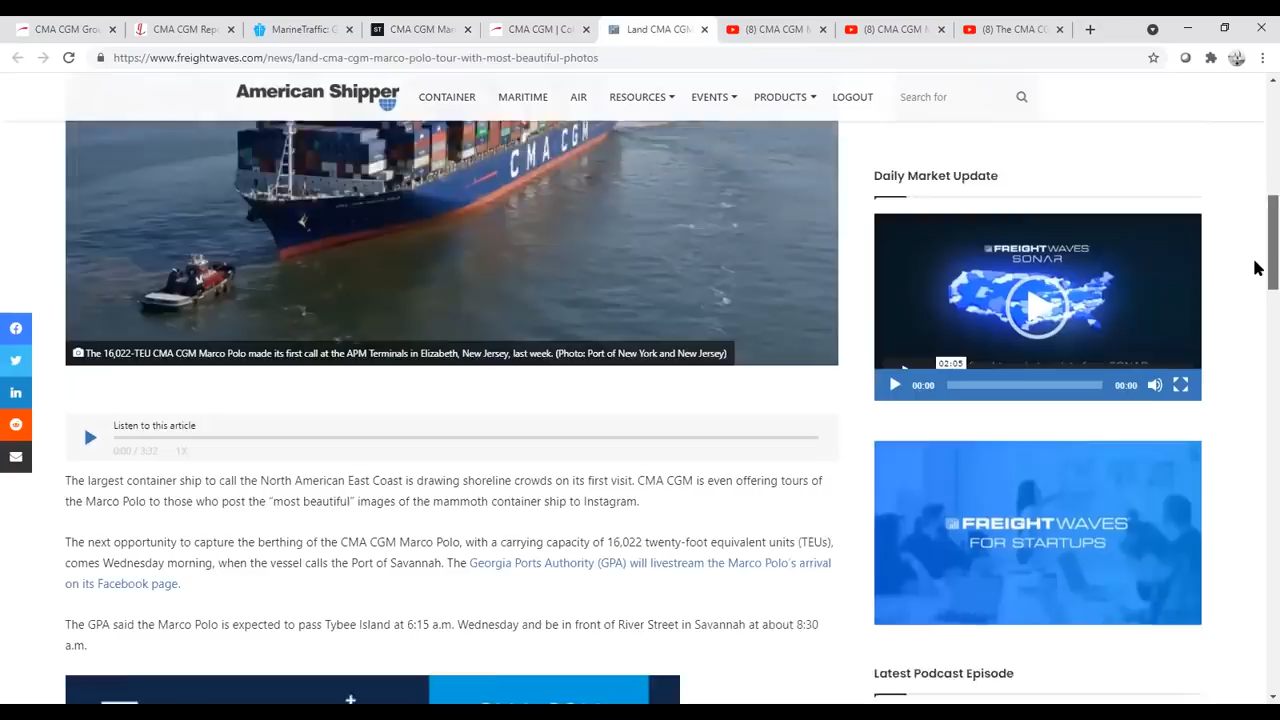 CMA CGM Gro
CMA CGM Rep
MarineTraffic: G
ST
CMA CGM Mar
CMA CGM | Co
Land CMA CGM
(8) CMA CGM M
(8) CMA CGM
(8) The CMA CG
https://www.freightwaves.com/news/land-cma-cgm-marco-polo-tour-with-most-beautiful-photos
American Shipper
CONTAINER
MARITIME
AIR
RESOURCES
EVENTS
PRODUCTS
LOGOUT
Search for
CMA CGM
The 16,022-TEU CMA CGM Marco Polo made its first call at the APM Terminals in Elizabeth, New Jersey, last week. (Photo: Port of New York and New Jersey)
Listen to this article
0:00 / 3:32 1X
The largest container ship to call the North American East Coast is drawing shoreline crowds on its first visit. CMA CGM is even offering tours of
the Marco Polo to those who post the “most beautiful” images of the mammoth container ship to Instagram.
The next opportunity to capture the berthing of the CMA CGM Marco Polo, with a carrying capacity of 16,022 twenty-foot equivalent units (TEUs),
comes Wednesday morning, when the vessel calls the Port of Savannah. The Georgia Ports Authority (GPA) will livestream the Marco Polo’s arrival
on its Facebook page.
The GPA said the Marco Polo is expected to pass Tybee Island at 6:15 a.m. Wednesday and be in front of River Street in Savannah at about 8:30
a.m.
Daily Market Update
FREIGHTWAVES
SONAR
02:05
00:00
00:00
FREIGHTWAVES
FOR STARTUPS
Latest Podcast Episode